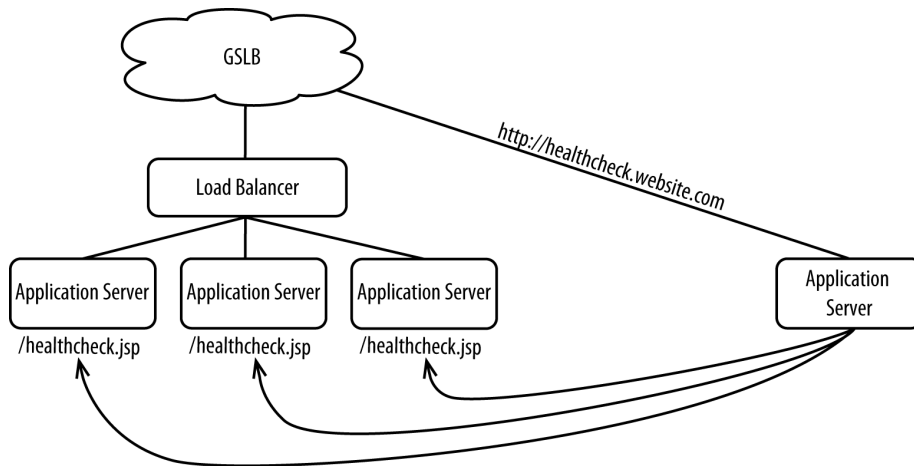 GSLB
http://healthcheck.website.com
Load Balancer
Application Server
Application Server
Application Server
Application
Server
/healthcheck.jsp
/healthcheck.jsp
/healthcheck.jsp